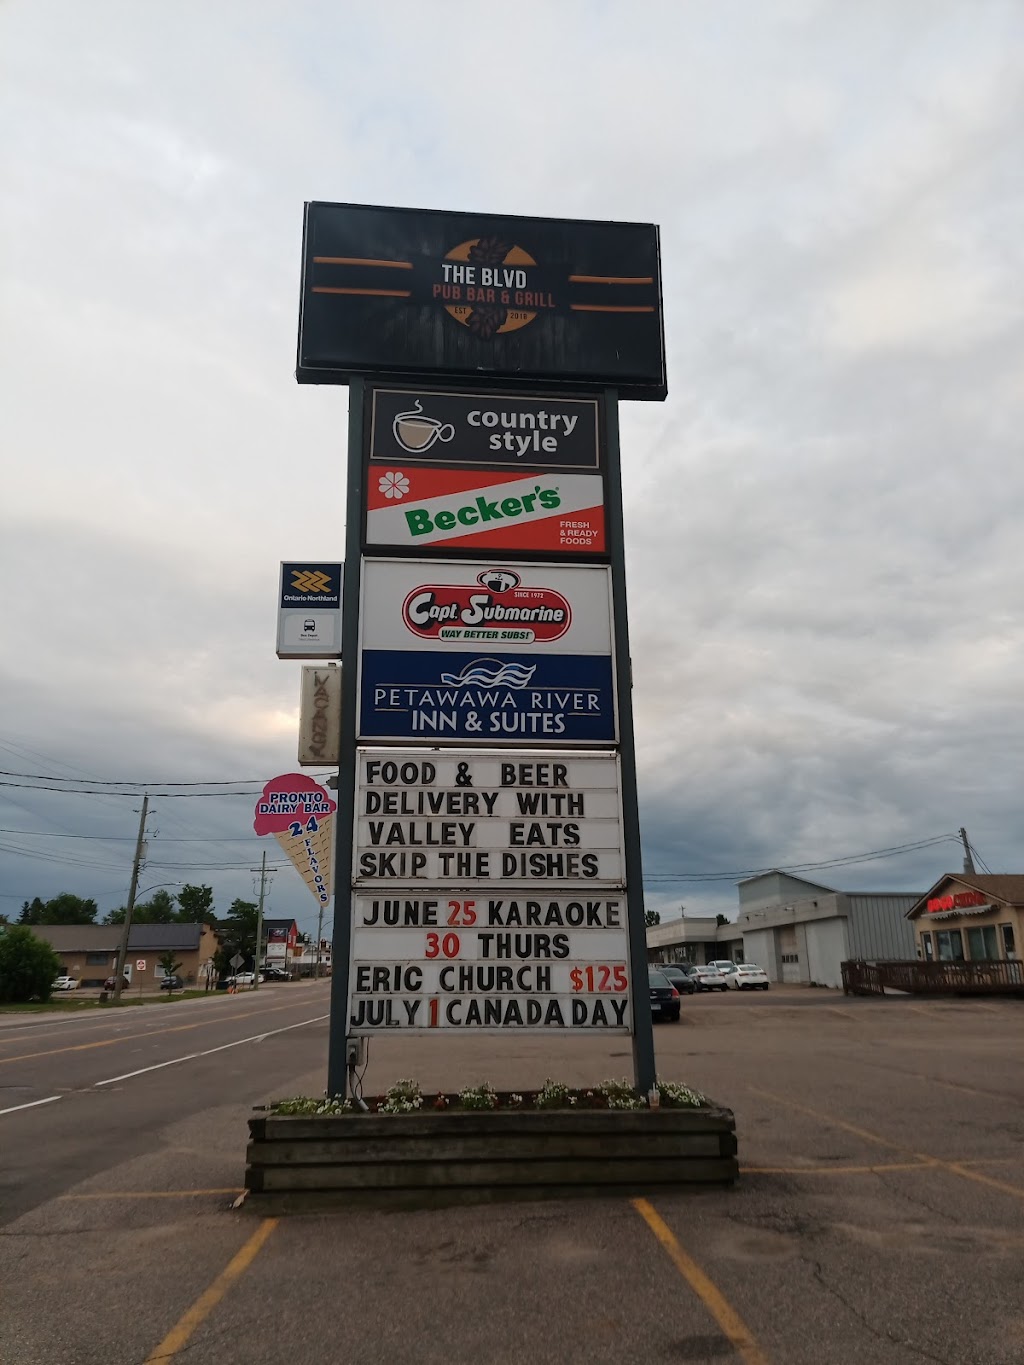 THE BLVD
PUB BAR & GRILL
EST 2018
country
style
Becker's
FRESH
& READY
FOODS
Ontario Northland
SINCE 1972
Capt. Submarine
WAY BETTER SUBS!
VACANCY
PETAWAWA RIVER
INN & SUITES
FOOD & BEER
DELIVERY WITH
VALLEY EATS
SKIP THE DISHES
PRONTO
DAIRY BAR
24
FLAVORS
JUNE 25 KARAOKE
30 THURS
ERIC CHURCH $125
JULY 1 CANADA DAY